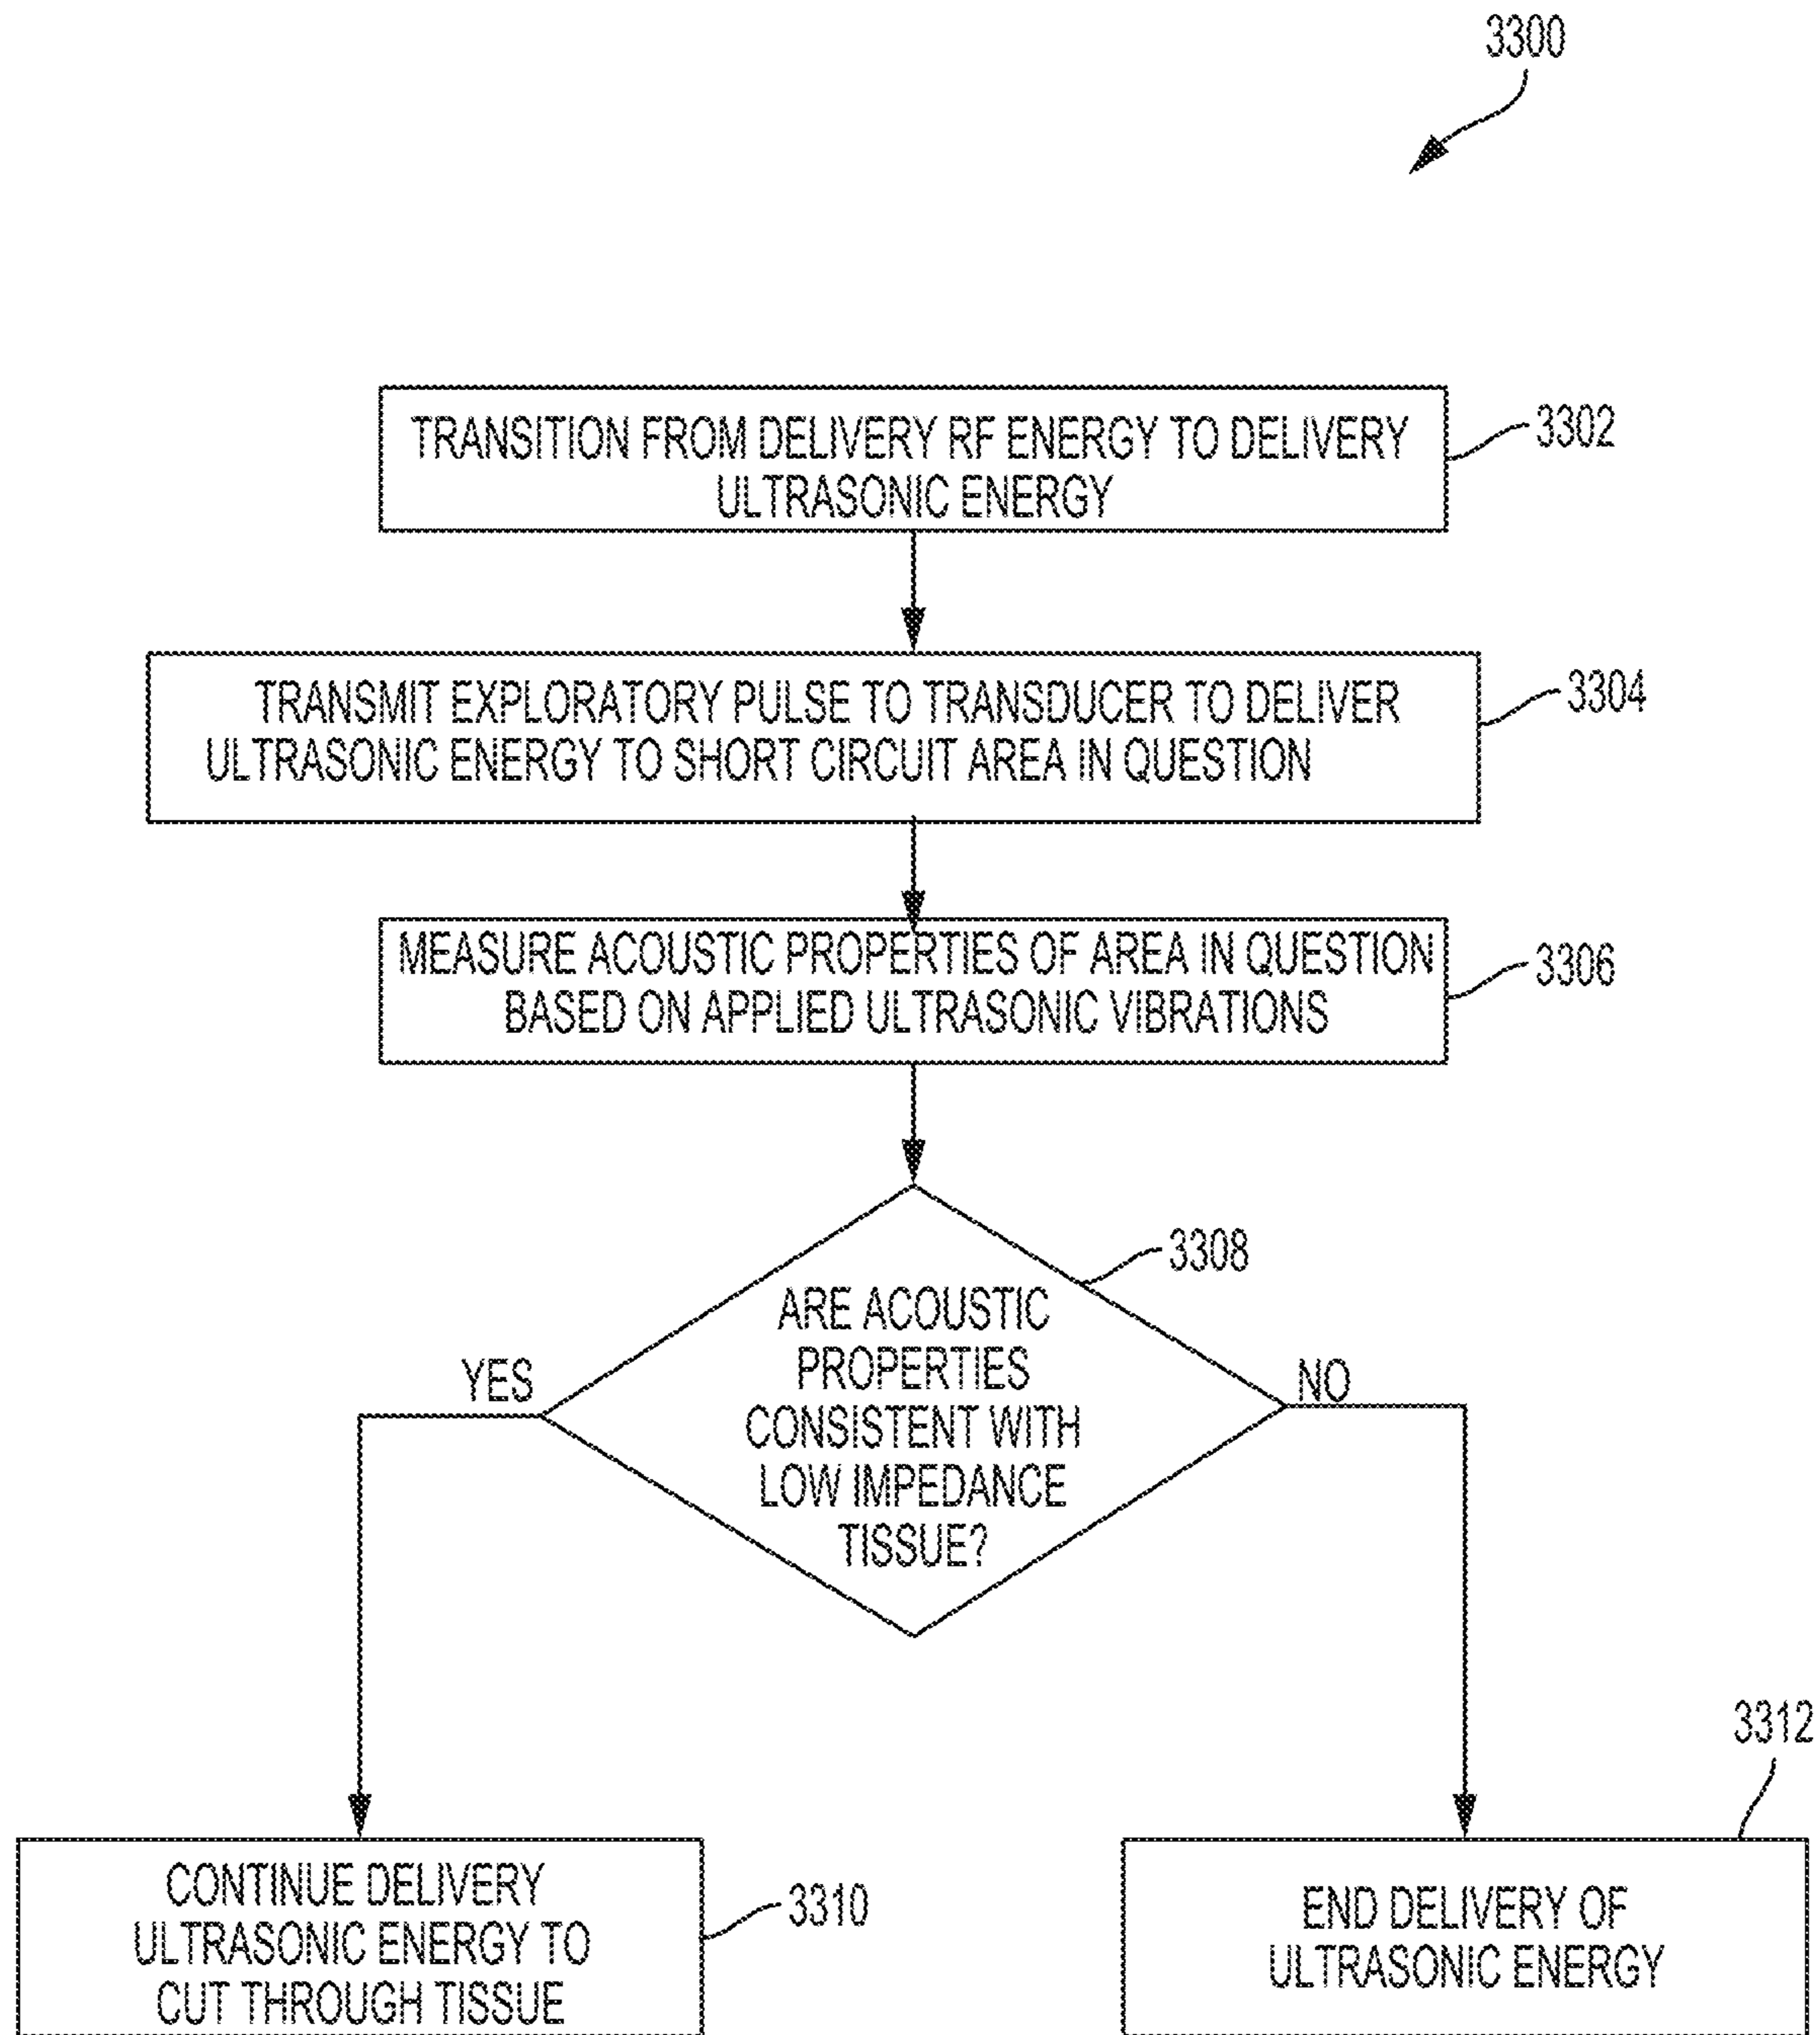 3300
TRANSITION FROM DELIVERY RF ENERGY TO DELIVERY
ULTRASONIC ENERGY
3302
TRANSMIT EXPLORATORY PULSE TO TRANSDUCER TO DELIVER
ULTRASONIC ENERGY TO SHORT CIRCUIT AREA IN QUESTION
3304
MEASURE ACOUSTIC PROPERTIES OF AREA IN QUESTION
BASED ON APPLIED ULTRASONIC VIBRATIONS
3306
3308
ARE ACOUSTIC
PROPERTIES
CONSISTENT WITH
LOW IMPEDANCE
TISSUE?
YES
NO
CONTINUE DELIVERY
ULTRASONIC ENERGY TO
CUT THROUGH TISSUE
3310
3312
END DELIVERY OF
ULTRASONIC ENERGY